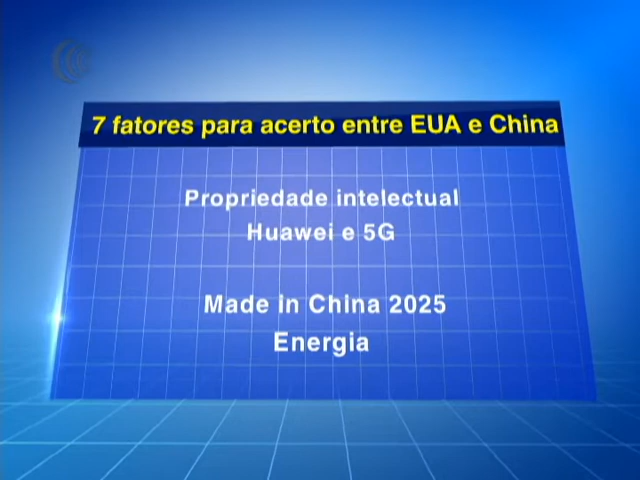 7 fatores para acerto entre EUA e China
Propriedade intelectual
Huawei e 5G
Made in China 2025
Energia